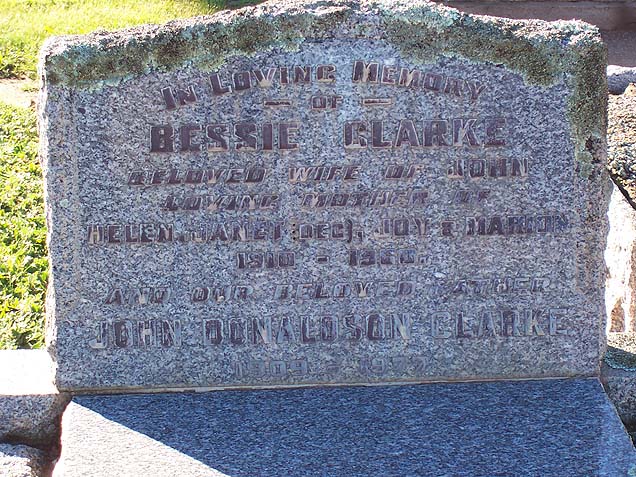 IN LOVING MEMORY
OF
BESSIE CLARKE
BELOVED WIFE OF JOHN
LOVING MOTHER OF
HELEN, JANET (DEC), JOY & MARION
1910 -
AND OUR BELOVED FATHER
JOHN DONALDSON CLARKE
1909 -